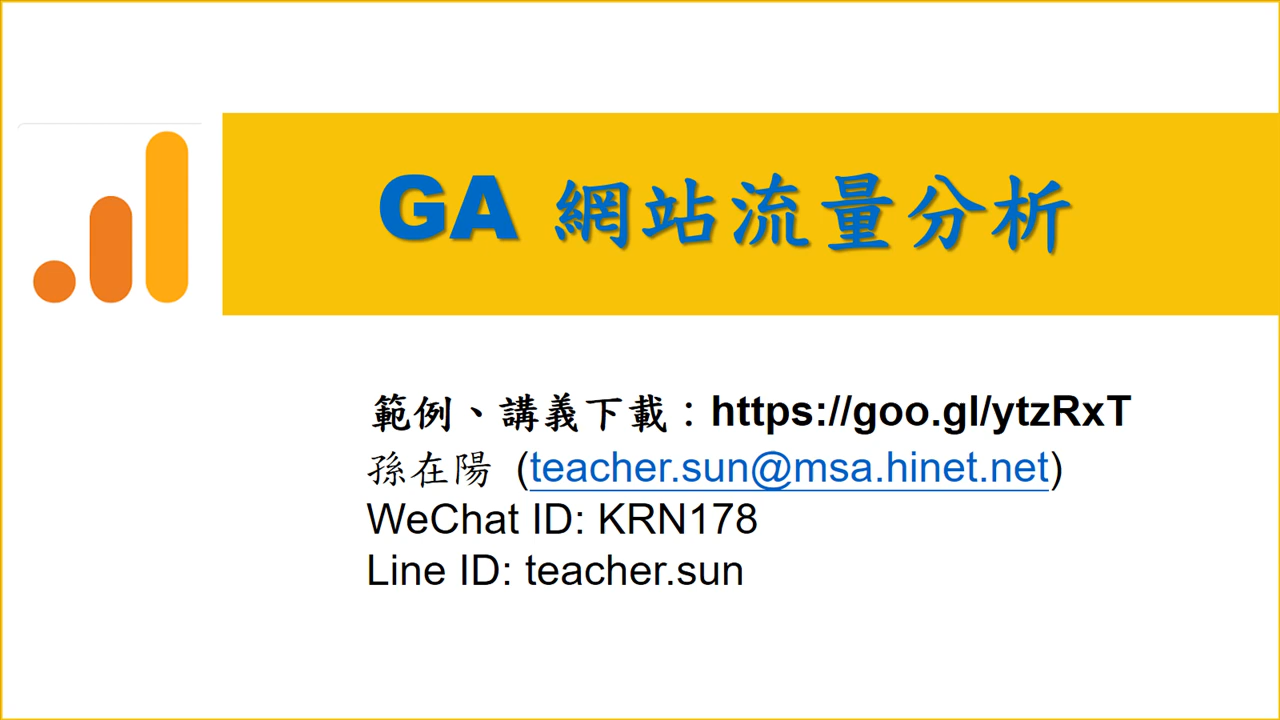 GA 網站流量分析
範例、講義下載：https://goo.gl/ytzRxT
孫在陽 (teacher.sun@msa.hinet.net)
WeChat ID: KRN178
Line ID: teacher.sun